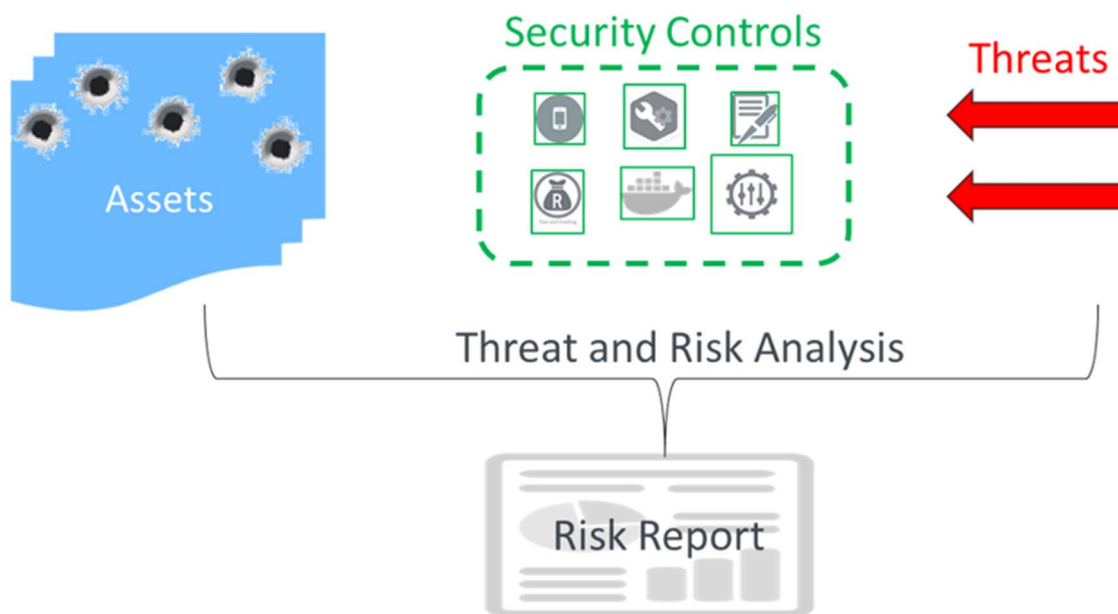 Security Controls
Threats
Assets
R
Threat and Risk Analysis
Risk Report